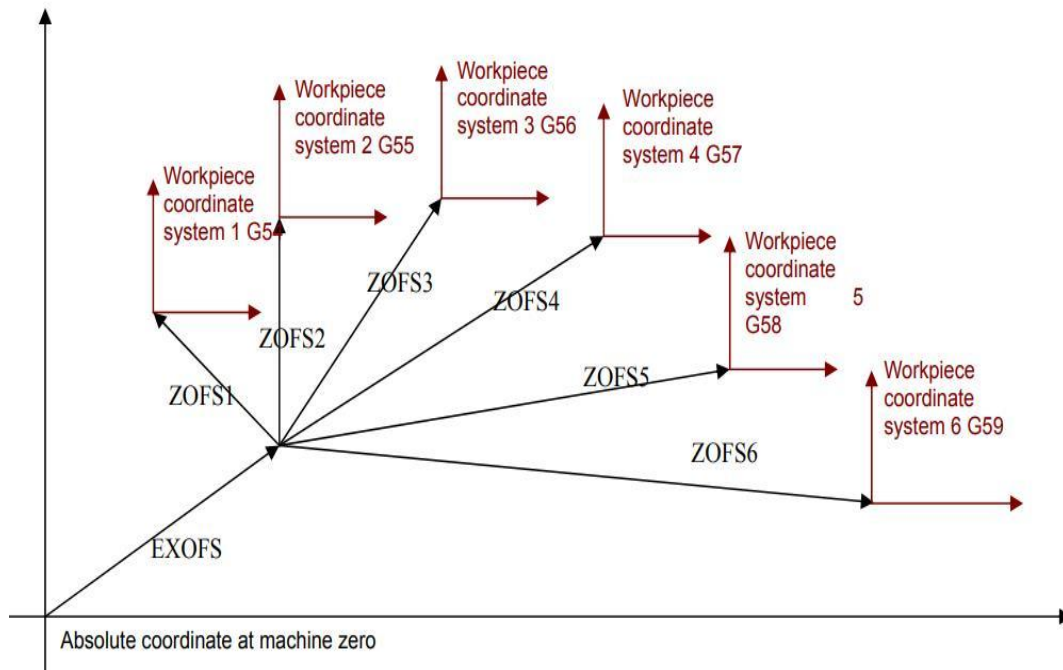 Workpiece
coordinate
system 1 G54
Workpiece
coordinate
system 2 G55
Workpiece
coordinate
system 3 G56
Workpiece
coordinate
system 4 G57
Workpiece
coordinate
system 5
G58
Workpiece
coordinate
system 6 G59
ZOFS1
ZOFS2
ZOFS3
ZOFS4
ZOFS5
ZOFS6
EXOFS
Absolute coordinate at machine zero